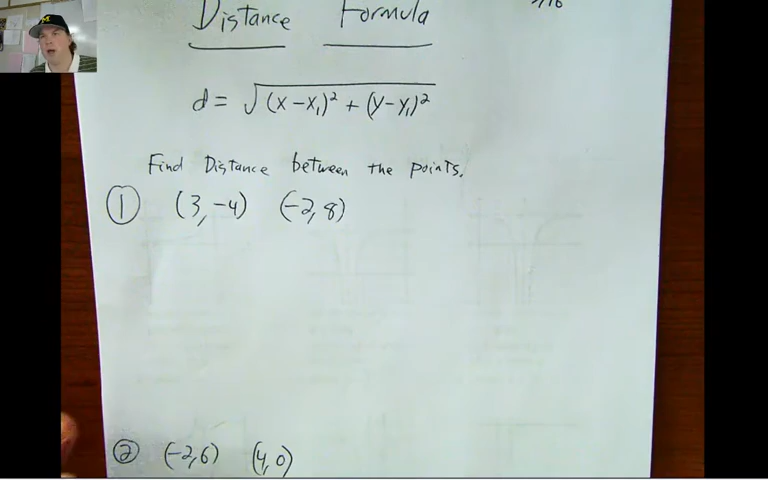 Distance Formula
d = √(x-x₁)² + (y-y₁)²
Find Distance between the points.
① (3,-4) (-2,8)
② (-2,6) (4,0)